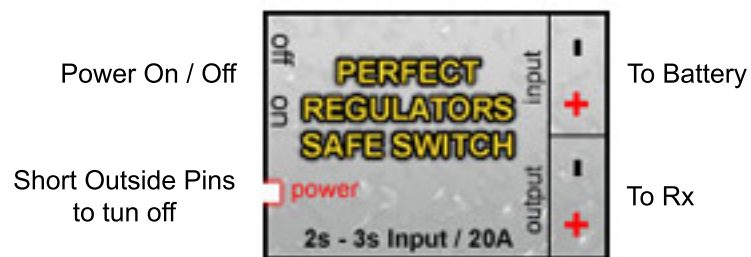 Power On / Off
Short Outside Pins
to tun off
off
on
PERFECT
REGULATORS
SAFE SWITCH
power
2s - 3s Input / 20A
input
output
-
+
-
+
To Battery
To Rx